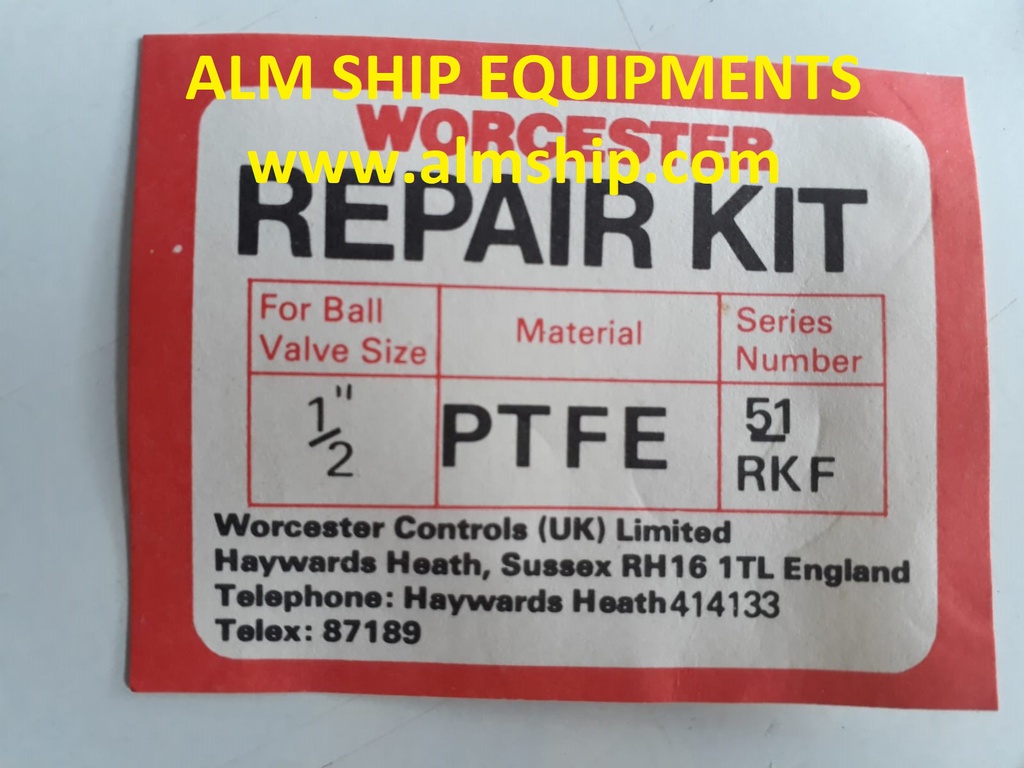 ALM SHIP EQUIPMENTS
WORCESTER
www.almship.com
REPAIR KIT
For Ball
Valve Size
Material
Series
Number
1/2"
PTFE
51
RKF
Worcester Controls (UK) Limited
Haywards Heath, Sussex RH16 1TL England
Telephone: Haywards Heath 414133
Telex: 87189